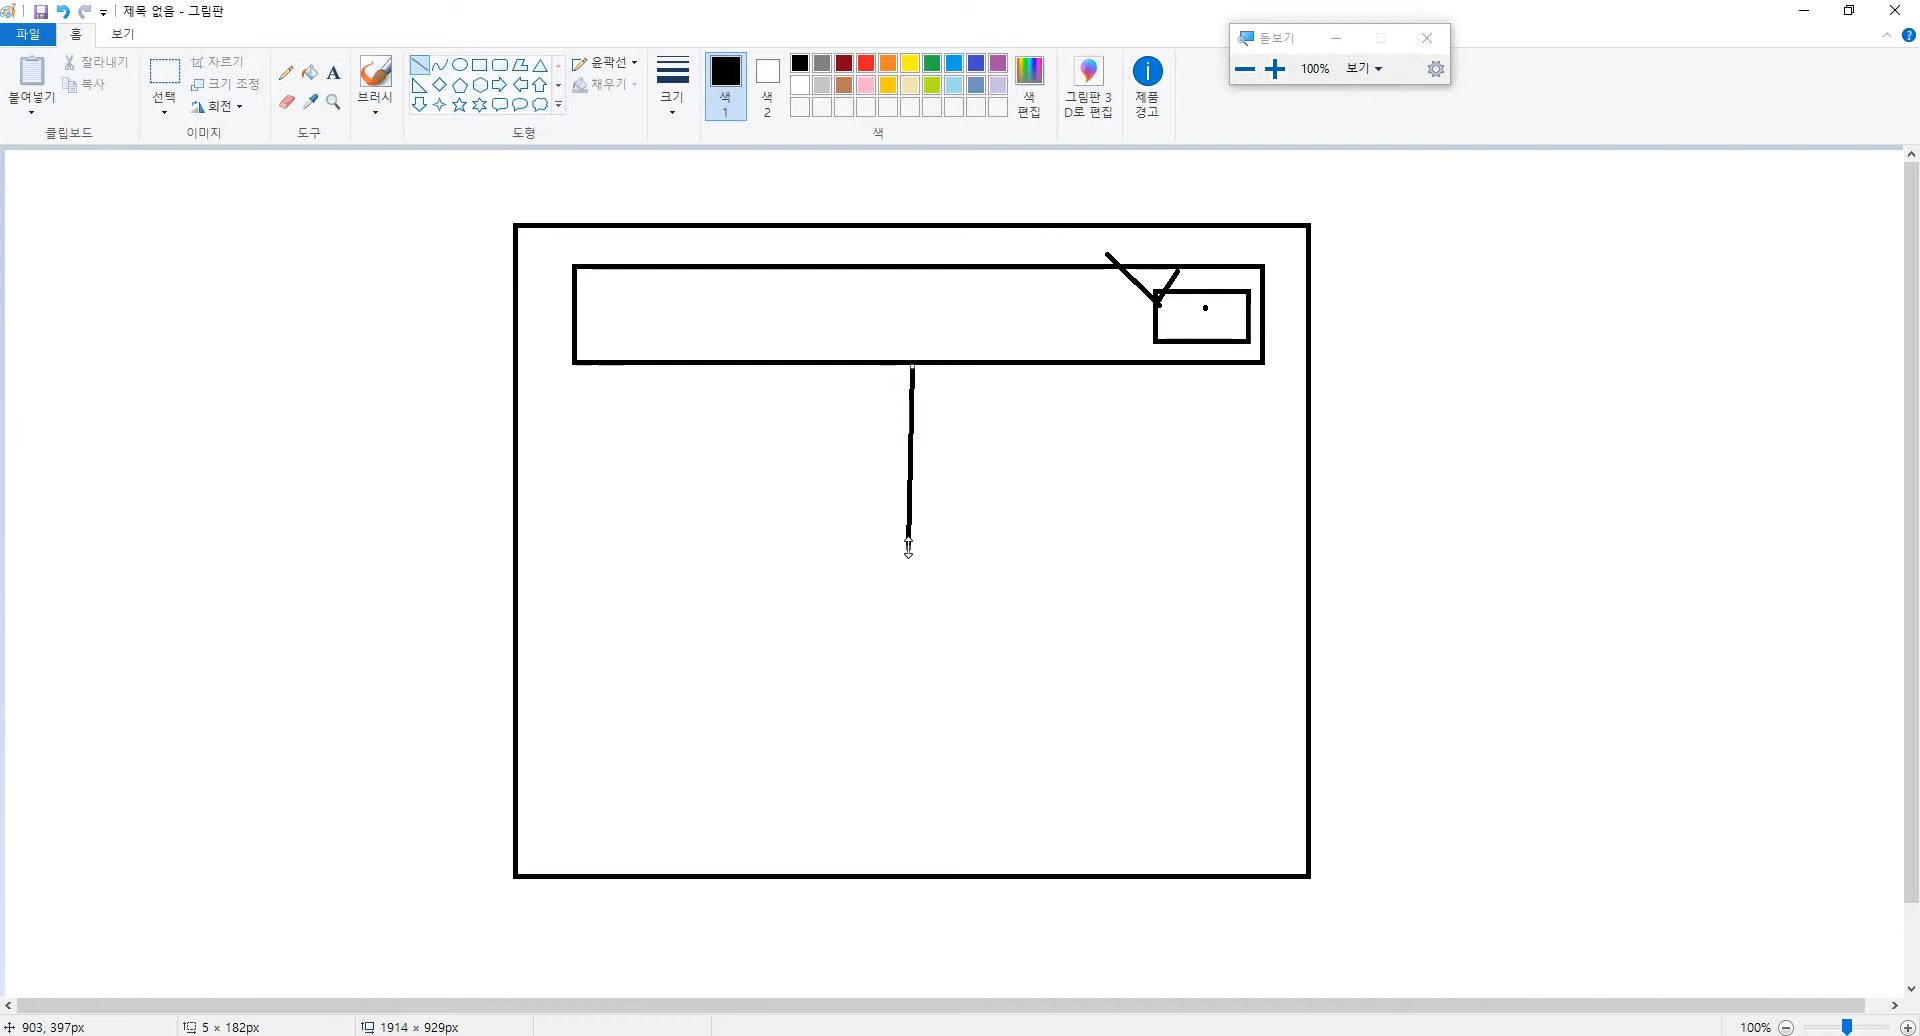 제목 없음 - 그림판
파일 홈 보기
돋보기
100% 보기
붙여넣기
잘라내기
복사
클립보드
선택
자르기
크기 조정
회전
이미지
A
도구
브러시
윤곽선
채우기
도형
크기
색
1
색
2
색
편집
색
그림판 3
D로 편집
제품
경고
903, 397px 5 × 182px 1914 × 929px 100%